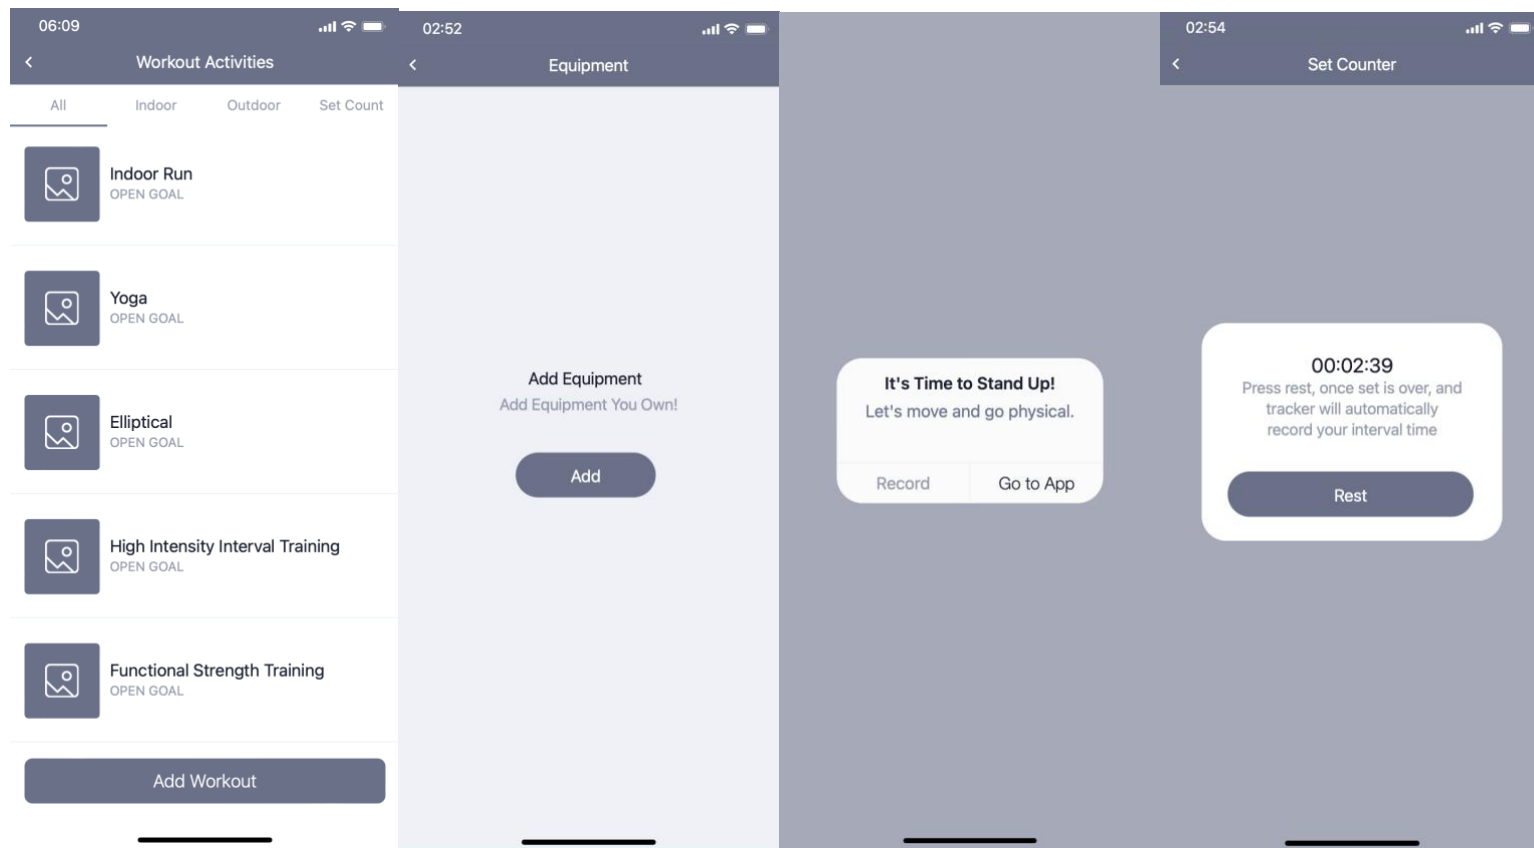 06:09
Workout Activities
All Indoor Outdoor Set Count
Indoor Run
OPEN GOAL
Yoga
OPEN GOAL
Elliptical
OPEN GOAL
High Intensity Interval Training
OPEN GOAL
Functional Strength Training
OPEN GOAL
Add Workout
02:52
Equipment
Add Equipment
Add Equipment You Own!
Add
It's Time to Stand Up!
Let's move and go physical.
Record Go to App
02:54
Set Counter
00:02:39
Press rest, once set is over, and
tracker will automatically
record your interval time
Rest